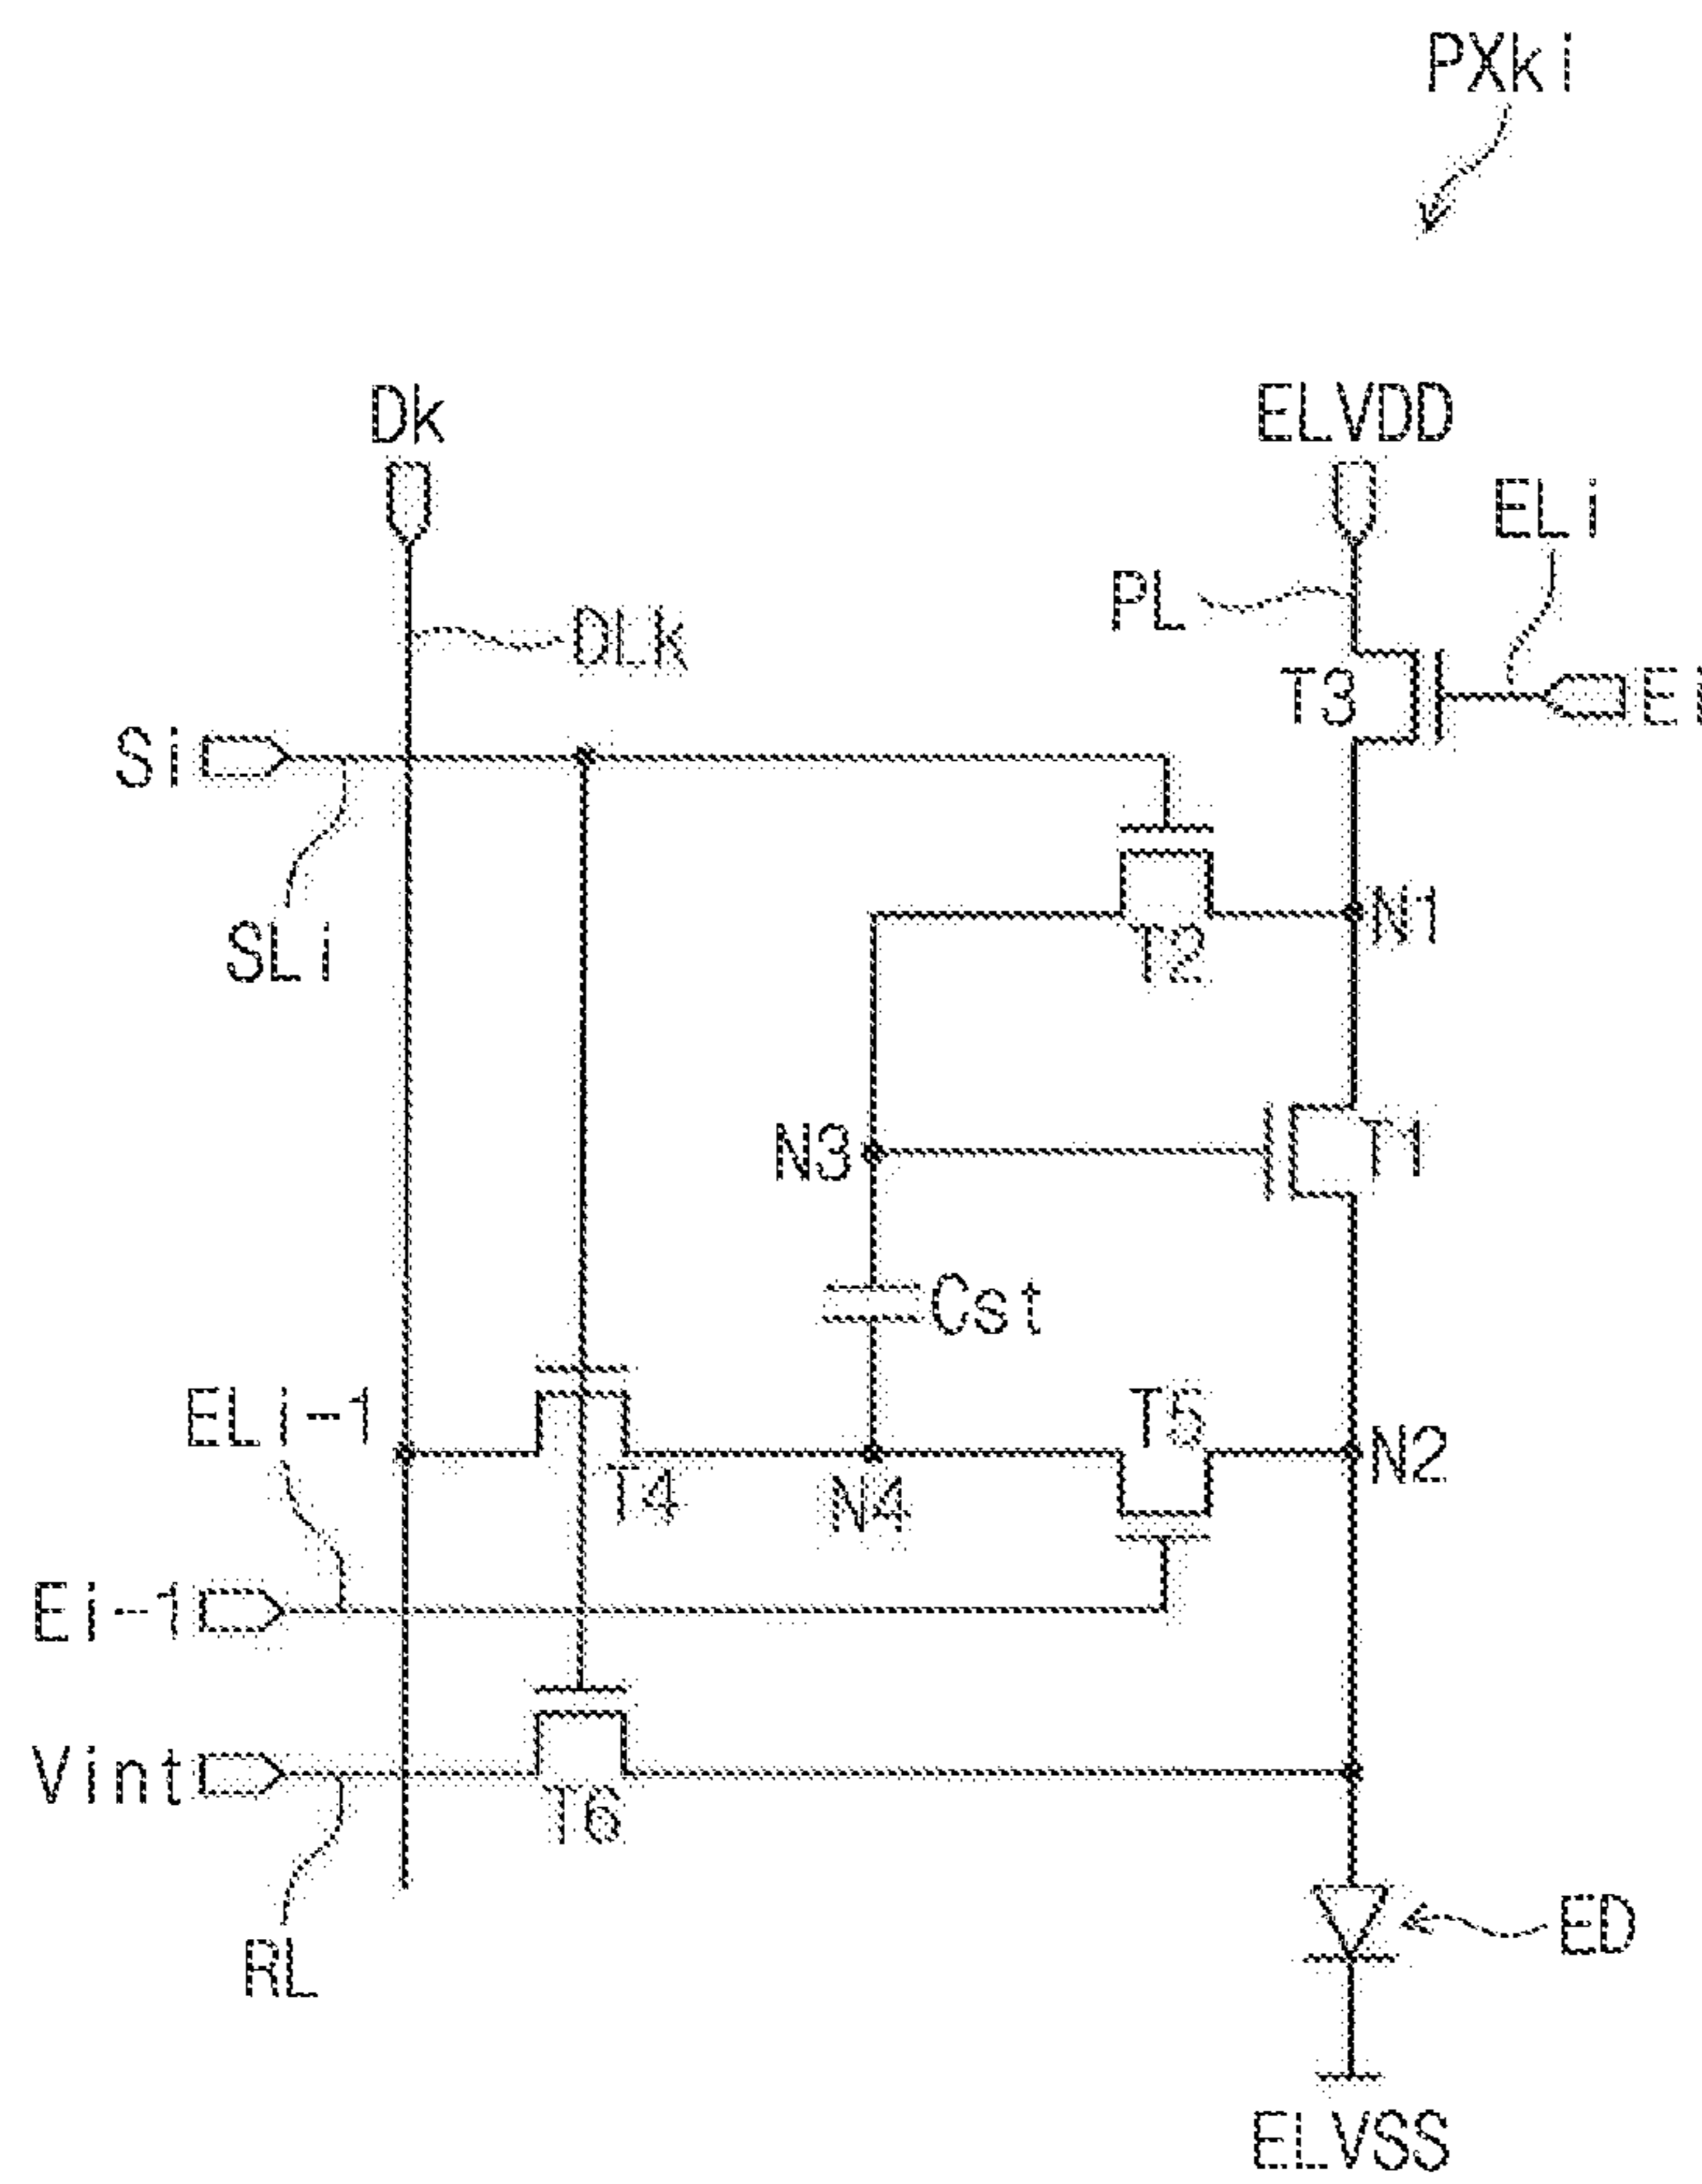 PXki
Dk
ELVDD
ELi
PL
DLk
T3
Ei
Si
SLi
T2
N1
N3
T1
Cst
ELi-1
T5
T4
N4
N2
Ei-1
Vint
T6
RL
ED
ELVSS